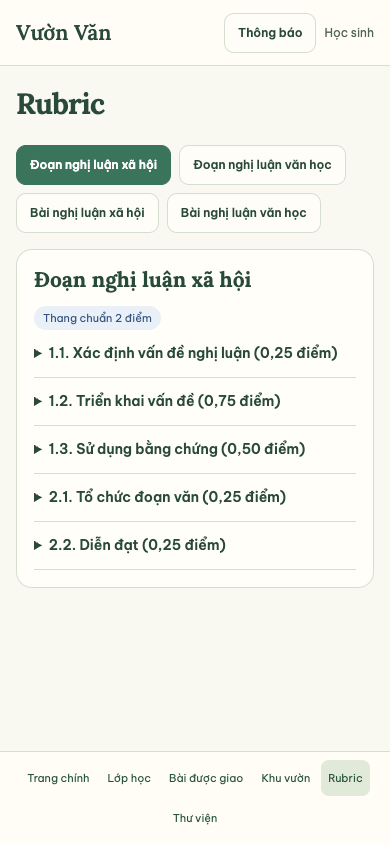 Vườn Văn
Thông báo
Học sinh
Rubric
Đoạn nghị luận xã hội
Đoạn nghị luận văn học
Bài nghị luận xã hội
Bài nghị luận văn học
Đoạn nghị luận xã hội
Thang chuẩn 2 điểm
1.1. Xác định vấn đề nghị luận (0,25 điểm)
1.2. Triển khai vấn đề (0,75 điểm)
1.3. Sử dụng bằng chứng (0,50 điểm)
2.1. Tổ chức đoạn văn (0,25 điểm)
2.2. Diễn đạt (0,25 điểm)
Trang chính
Lớp học
Bài được giao
Khu vườn
Rubric
Thư viện